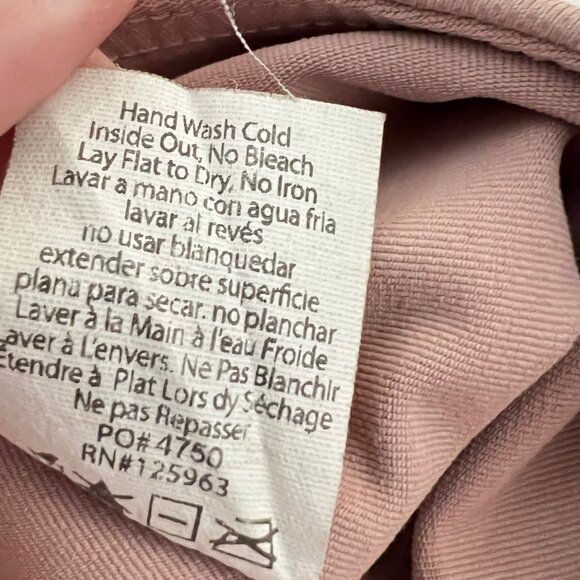 Hand Wash Cold
Inside Out, No Bleach
Lay Flat to Dry, No Iron
Lavar a mano con agua fria
lavar al revés
no usar blanquedar
extender sobre superficie
plana para secar. no planchar
Laver à la Main à l'eau Froide
aver à L'envers. Ne Pas Blanchir
Etendre à Plat Lors dy Séchage
Ne pas Repasser
PO# 4750
RN#125963